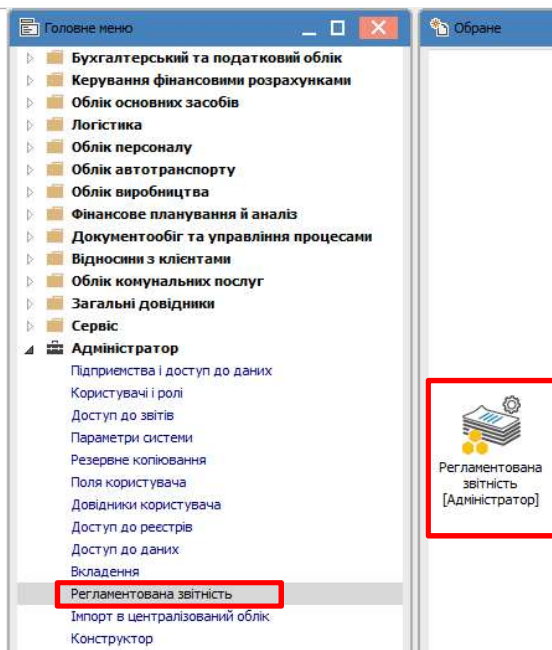 Головне меню
Бухгалтерський та податковий облік
Керування фінансовими розрахунками
Облік основних засобів
Логістика
Облік персоналу
Облік автотранспорту
Облік виробництва
Фінансове планування й аналіз
Документообіг та управління процесами
Відносини з клієнтами
Облік комунальних послуг
Загальні довідники
Сервіс
Адміністратор
Підприємства і доступ до даних
Користувачі і ролі
Доступ до звітів
Параметри системи
Резервне копіювання
Поля користувача
Довідники користувача
Доступ до реєстрів
Доступ до даних
Вкладення
Регламентована звітність
Імпорт в централізований облік
Конструктор
Обране
Регламентована
звітність
[Адміністратор]